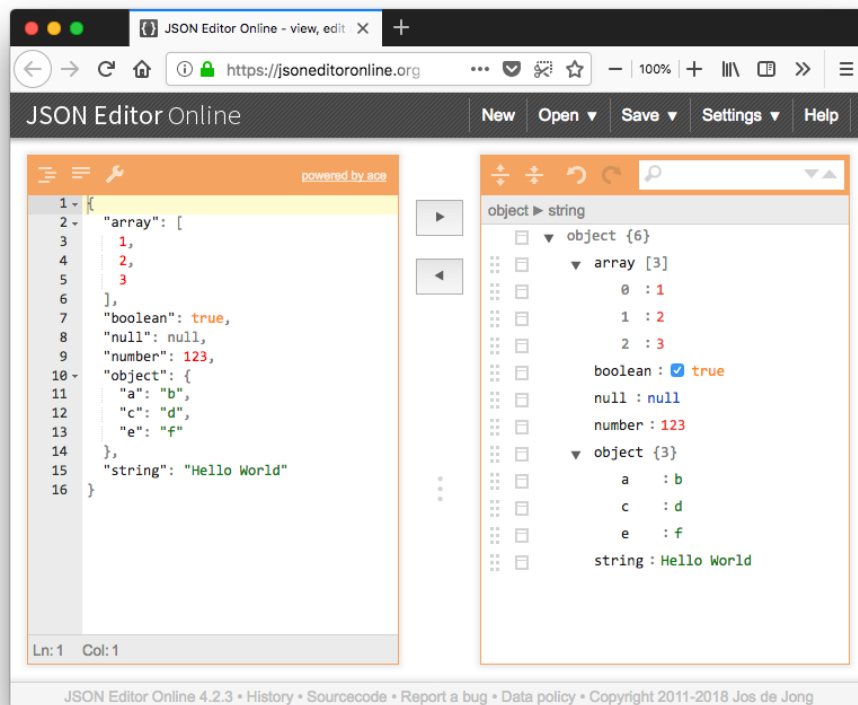 JSON Editor Online - view, edit
https://jsoneditoronline.org
100%
JSON Editor Online
New Open Save Settings Help
powered by ace
1 {
2 "array": [
3 1,
4 2,
5 3
6 ],
7 "boolean": true,
8 "null": null,
9 "number": 123,
10 "object": {
11 "a": "b",
12 "c": "d",
13 "e": "f"
14 },
15 "string": "Hello World"
16 }
Ln: 1 Col: 1
object ► string
object {6}
array [3]
0 : 1
1 : 2
2 : 3
boolean : true
null : null
number : 123
object {3}
a : b
c : d
e : f
string : Hello World
JSON Editor Online 4.2.3 • History • Sourcecode • Report a bug • Data policy • Copyright 2011-2018 Jos de Jong